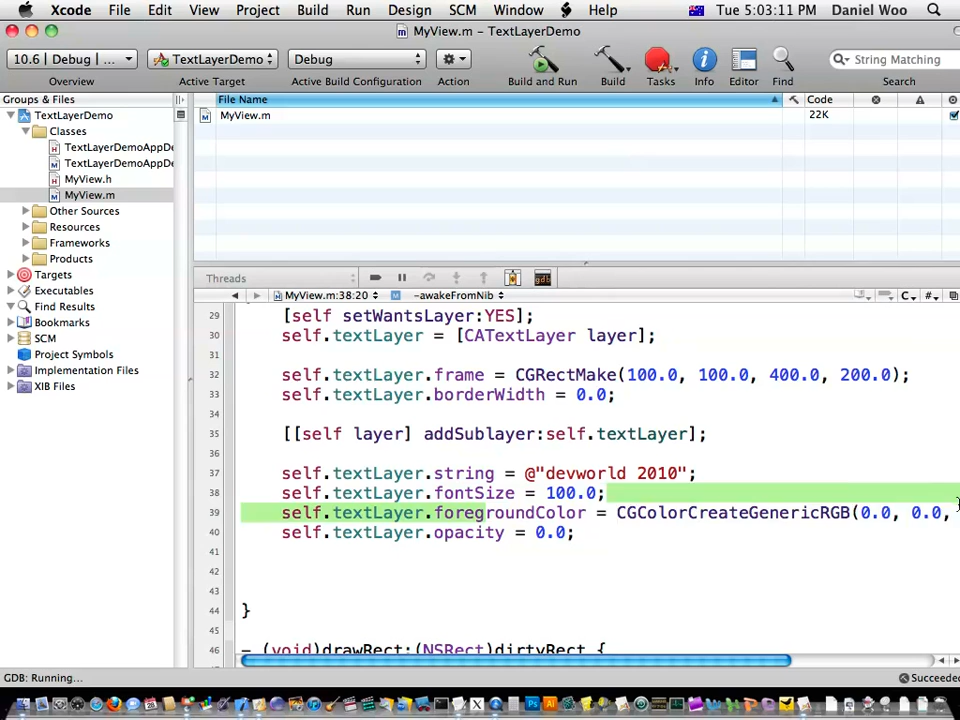 Xcode File Edit View Project Build Run Design SCM Window Help Tue 5:03:11 PM Daniel Woo
MyView.m – TextLayerDemo
10.6 | Debug | ... TextLayerDemo Debug
Overview Active Target Active Build Configuration Action Build and Run Build Tasks Info Editor Find Search
String Matching
Groups & Files
TextLayerDemo
Classes
TextLayerDemoAppDe
TextLayerDemoAppDe
MyView.h
MyView.m
Other Sources
Resources
Frameworks
Products
Targets
Executables
Find Results
Bookmarks
SCM
Project Symbols
Implementation Files
XIB Files
File Name Code
MyView.m 22K
Threads
MyView.m:38:20 -awakeFromNib C #
29 [self setWantsLayer:YES];
30 self.textLayer = [CATextLayer layer];
31
32 self.textLayer.frame = CGRectMake(100.0, 100.0, 400.0, 200.0);
33 self.textLayer.borderWidth = 0.0;
34
35 [[self layer] addSublayer:self.textLayer];
36
37 self.textLayer.string = @"devworld 2010";
38 self.textLayer.fontSize = 100.0;
39 self.textLayer.foregroundColor = CGColorCreateGenericRGB(0.0, 0.0,
40 self.textLayer.opacity = 0.0;
41
42
43
44 }
45
46 - (void)drawRect:(NSRect)dirtyRect {
GDB: Running... Succeeded